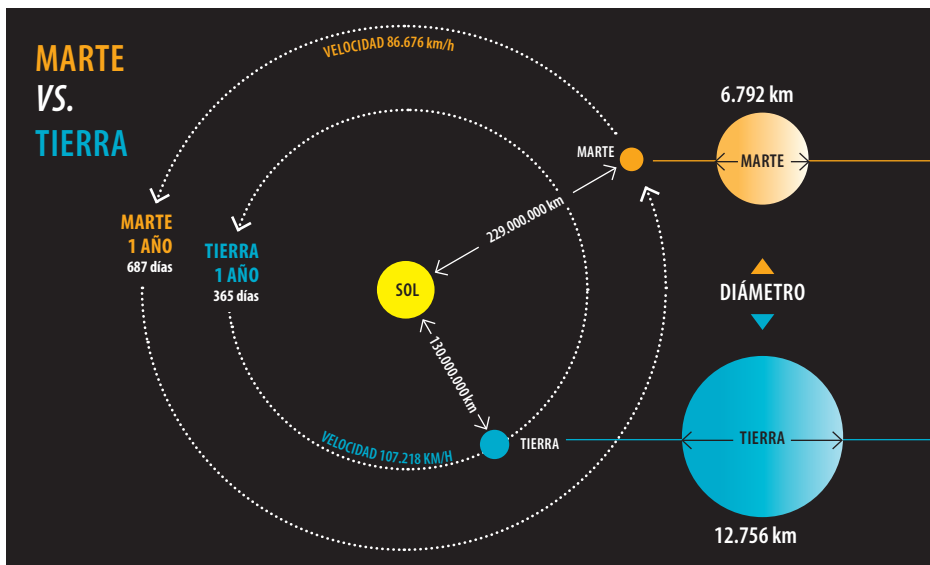 MARTE
VS.
TIERRA
VELOCIDAD 86.676 km/h
MARTE
229.000.000 km
MARTE
1 AÑO
687 días
TIERRA
1 AÑO
365 días
SOL
130.000.000 km
VELOCIDAD 107.218 KM/H
TIERRA
6.792 km
MARTE
DIÁMETRO
TIERRA
12.756 km